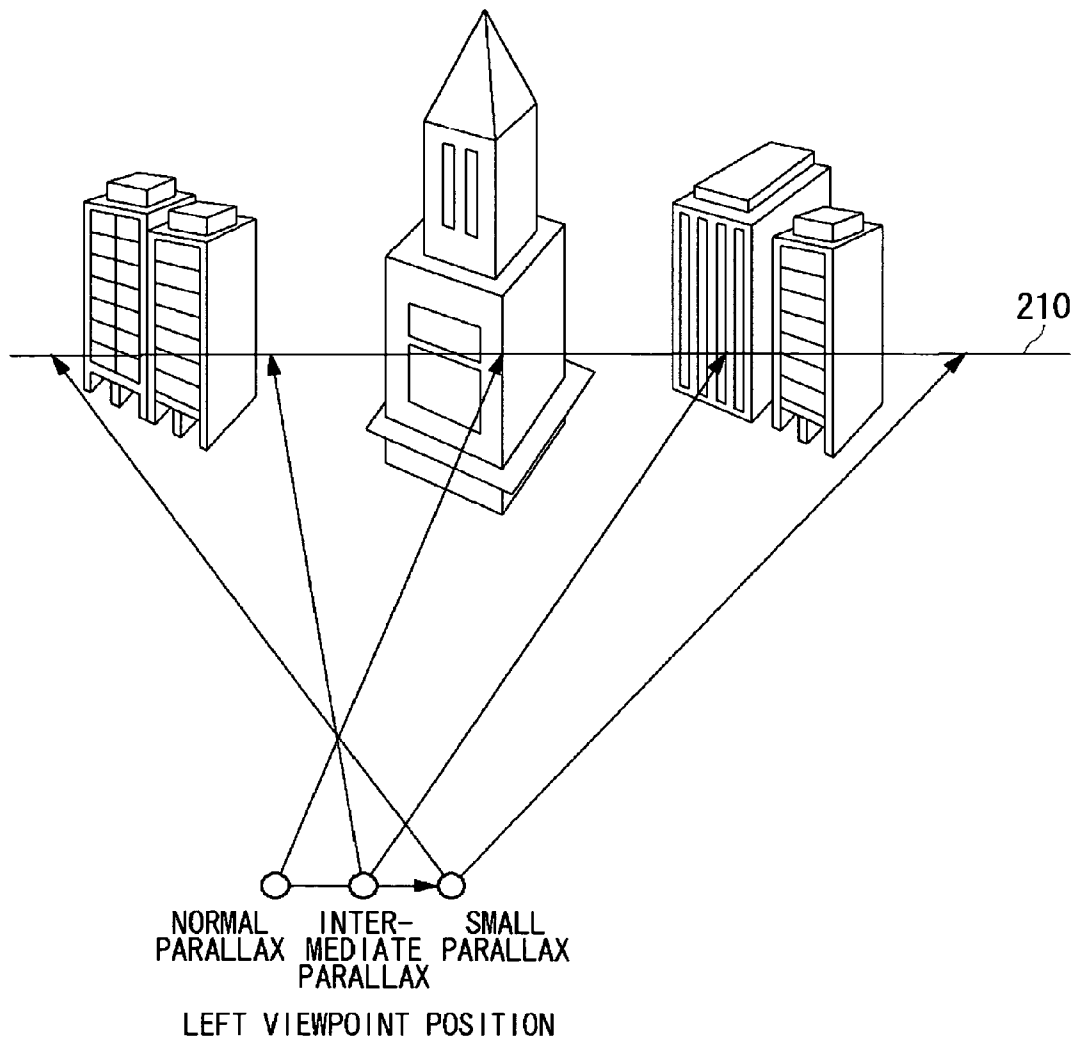 210
NORMAL INTER- SMALL
PARALLAX MEDIATE PARALLAX
PARALLAX
LEFT VIEWPOINT POSITION